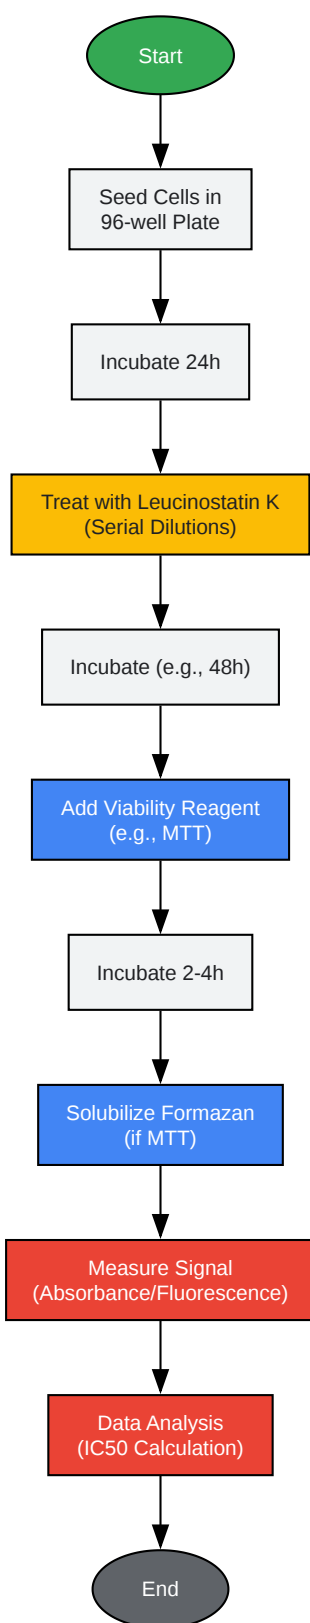 Start
Seed Cells in
96-well Plate
Incubate 24h
Treat with Leucinostatin K
(Serial Dilutions)
Incubate (e.g., 48h)
Add Viability Reagent
(e.g., MTT)
Incubate 2-4h
Solubilize Formazan
(if MTT)
Measure Signal
(Absorbance/Fluorescence)
Data Analysis
(IC50 Calculation)
End